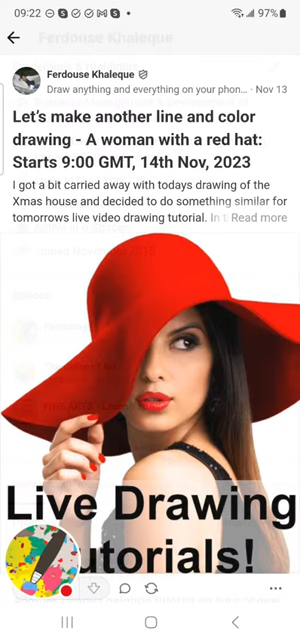 09:22 97%
Ferdouse Khaleque
Ferdouse Khaleque
Draw anything and everything on your phon... · Nov 13
Let's make another line and color
drawing - A woman with a red hat:
Starts 9:00 GMT, 14th Nov, 2023
I got a bit carried away with todays drawing of the
Xmas house and decided to do something similar for
tomorrows live video drawing tutorial. In t Read more
Live Drawing
utorials!